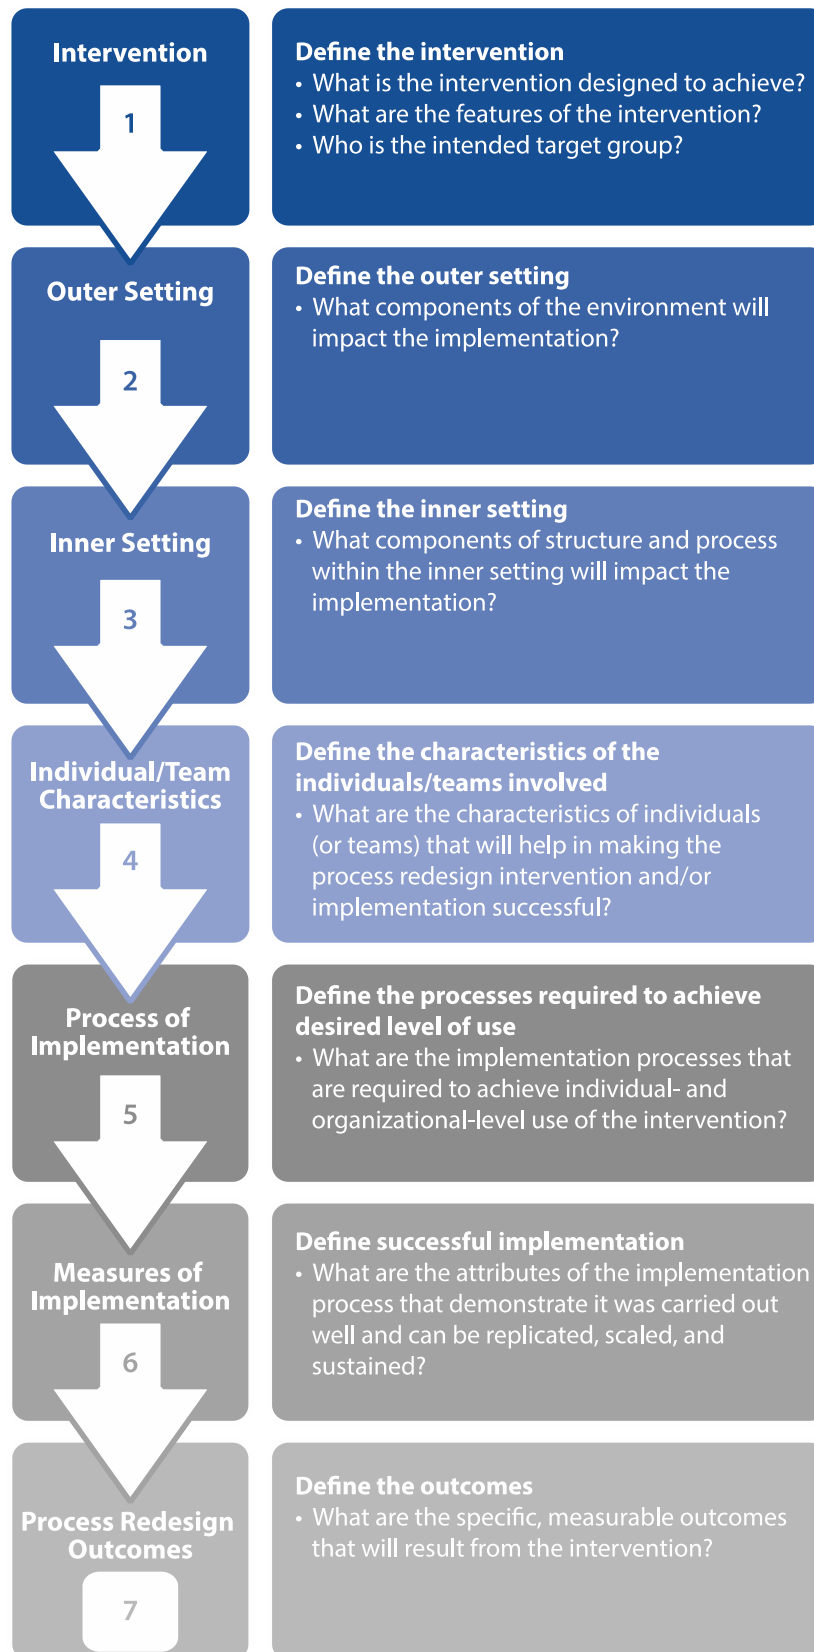 Intervention
1
Define the intervention
• What is the intervention designed to achieve?
• What are the features of the intervention?
• Who is the intended target group?
Outer Setting
2
Define the outer setting
• What components of the environment will
impact the implementation?
Inner Setting
3
Define the inner setting
• What components of structure and process
within the inner setting will impact the
implementation?
Individual/Team
Characteristics
4
Define the characteristics of the
individuals/teams involved
• What are the characteristics of individuals
(or teams) that will help in making the
process redesign intervention and/or
implementation successful?
Process of
Implementation
5
Define the processes required to achieve
desired level of use
• What are the implementation processes that
are required to achieve individual- and
organizational-level use of the intervention?
Measures of
Implementation
6
Define successful implementation
• What are the attributes of the implementation
process that demonstrate it was carried out
well and can be replicated, scaled, and
sustained?
Process Redesign
Outcomes
7
Define the outcomes
• What are the specific, measurable outcomes
that will result from the intervention?